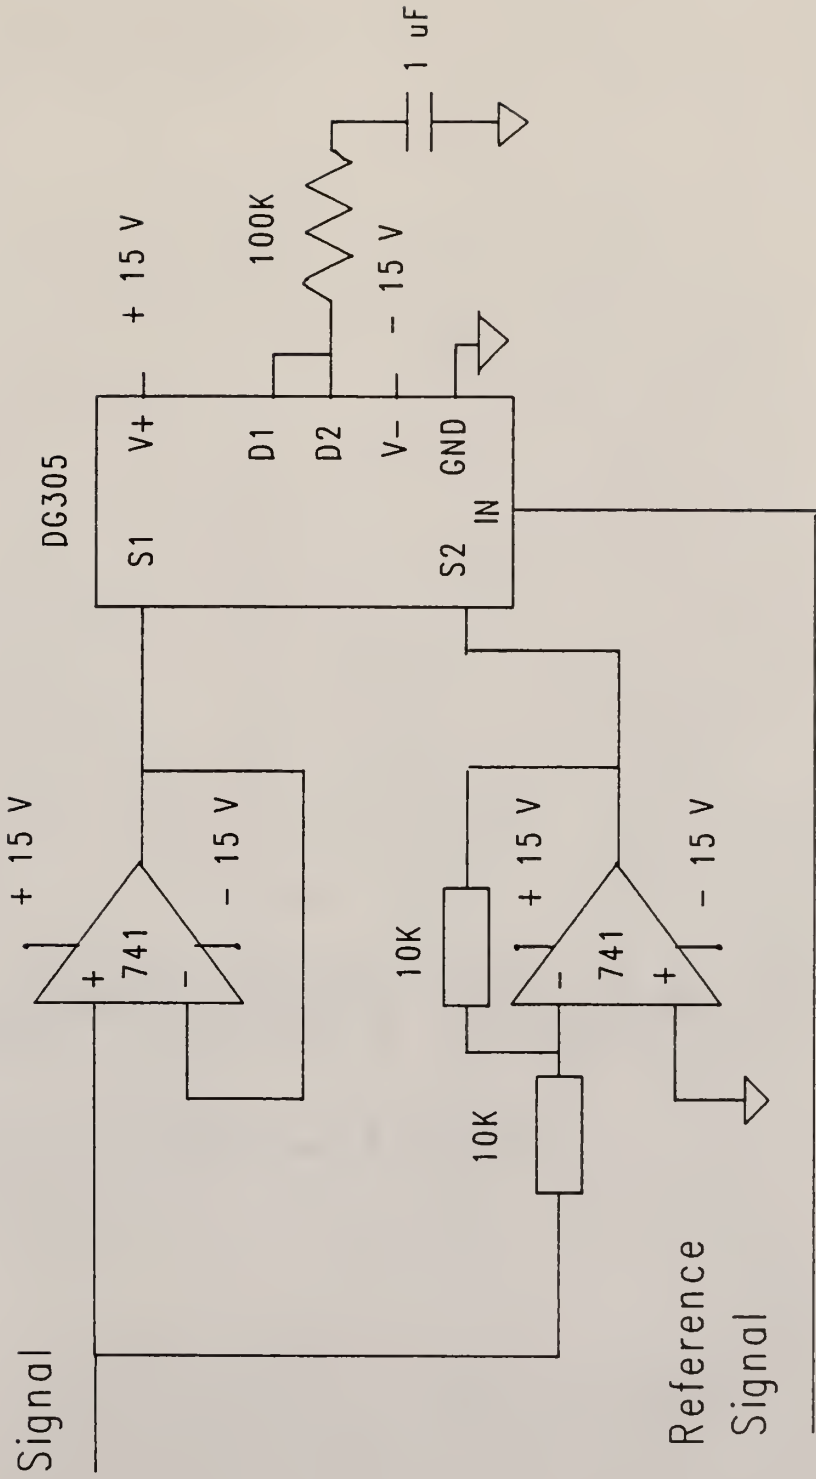 Signal
+ 15 V
741
+
-
- 15 V
DG305
S1
V+
+ 15 V
D1
D2
100K
1 uF
V-
- 15 V
GND
S2
IN
10K
10K
+ 15 V
-
741
+
- 15 V
Reference
Signal